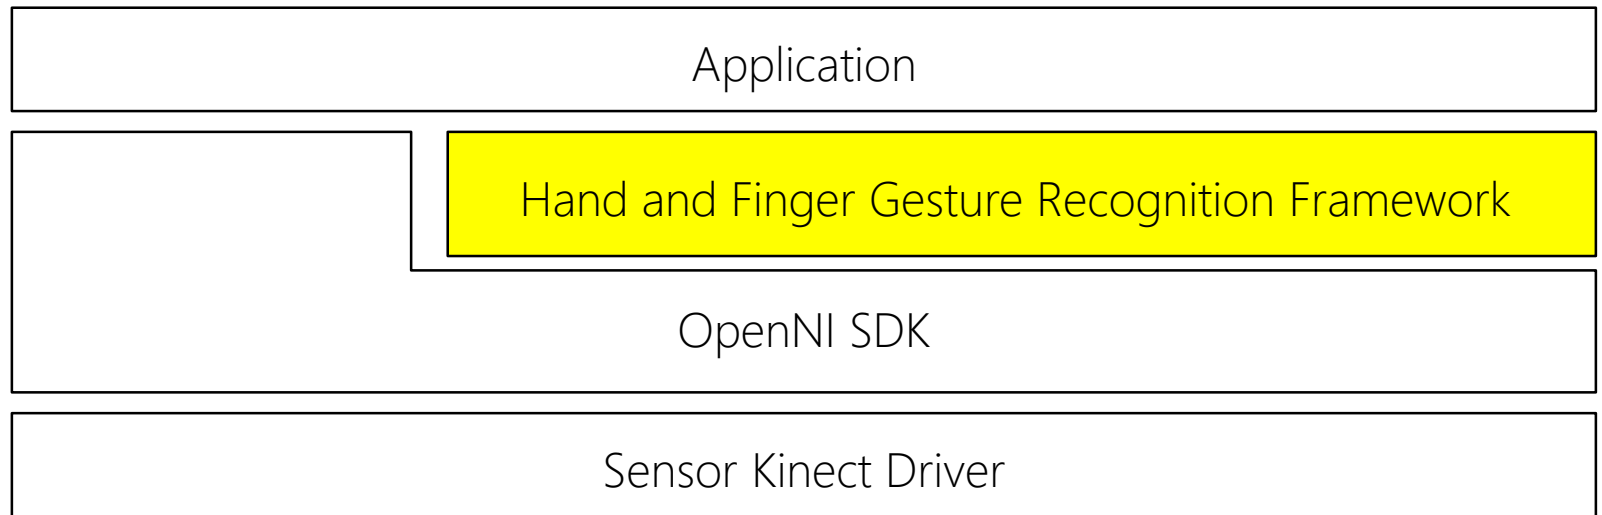 Application
Hand and Finger Gesture Recognition Framework
OpenNI SDK
Sensor Kinect Driver